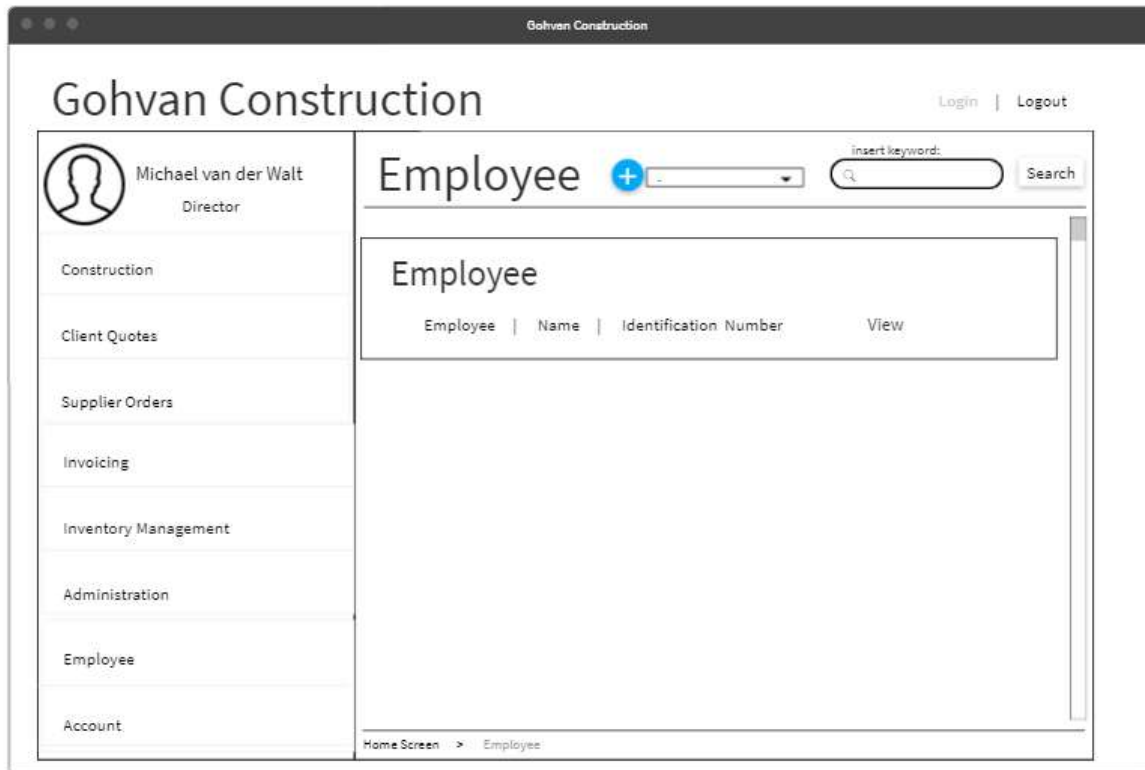 Gohvan Construction
Gohvan Construction
Login | Logout
Michael van der Walt
Director
Construction
Client Quotes
Supplier Orders
Invoicing
Inventory Management
Administration
Employee
Account
Employee
insert keyword:
Search
Employee
Employee | Name | Identification Number View
Home Screen > Employee